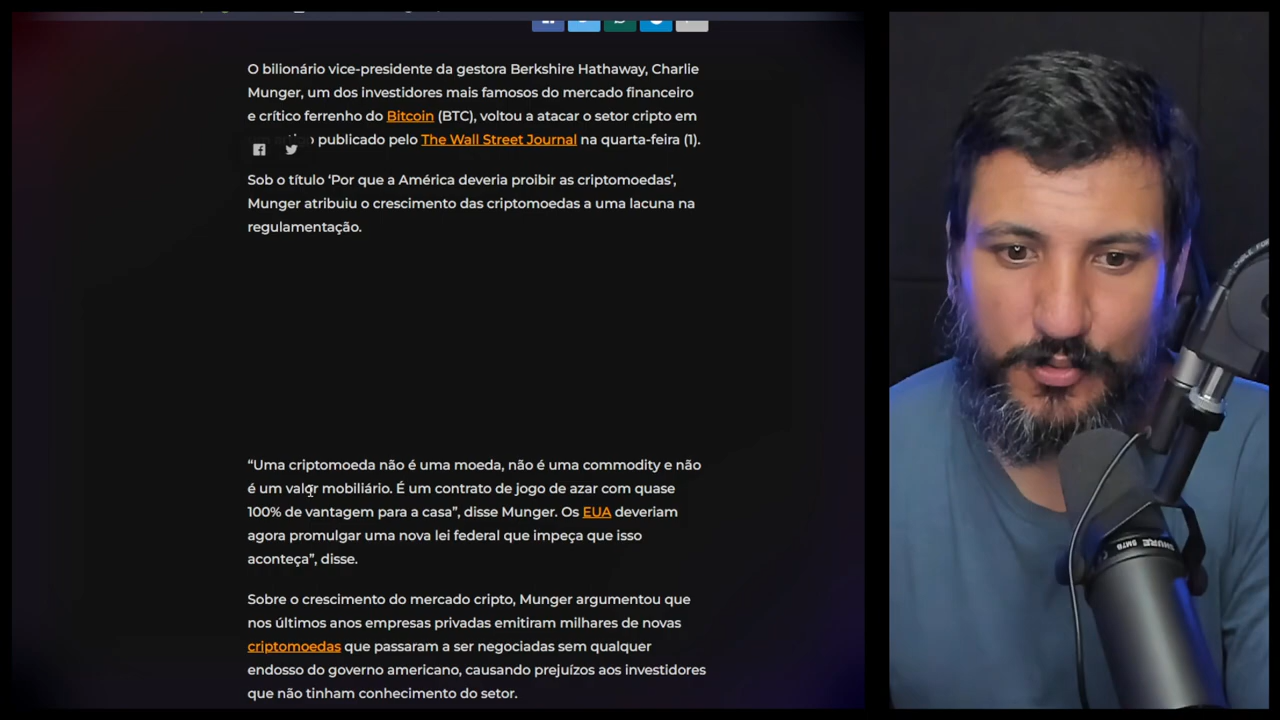 O bilionário vice-presidente da gestora Berkshire Hathaway, Charlie
Munger, um dos investidores mais famosos do mercado financeiro
e crítico ferrenho do Bitcoin (BTC), voltou a atacar o setor cripto em
publicado pelo The Wall Street Journal na quarta-feira (1).
Sob o título ‘Por que a América deveria proibir as criptomoedas’,
Munger atribuiu o crescimento das criptomoedas a uma lacuna na
regulamentação.
“Uma criptomoeda não é uma moeda, não é uma commodity e não
é um valor mobiliário. É um contrato de jogo de azar com quase
100% de vantagem para a casa”, disse Munger. Os EUA deveriam
agora promulgar uma nova lei federal que impeça que isso
aconteça”, disse.
Sobre o crescimento do mercado cripto, Munger argumentou que
nos últimos anos empresas privadas emitiram milhares de novas
criptomoedas que passaram a ser negociadas sem qualquer
endosso do governo americano, causando prejuízos aos investidores
que não tinham conhecimento do setor.
SHURE SM7B